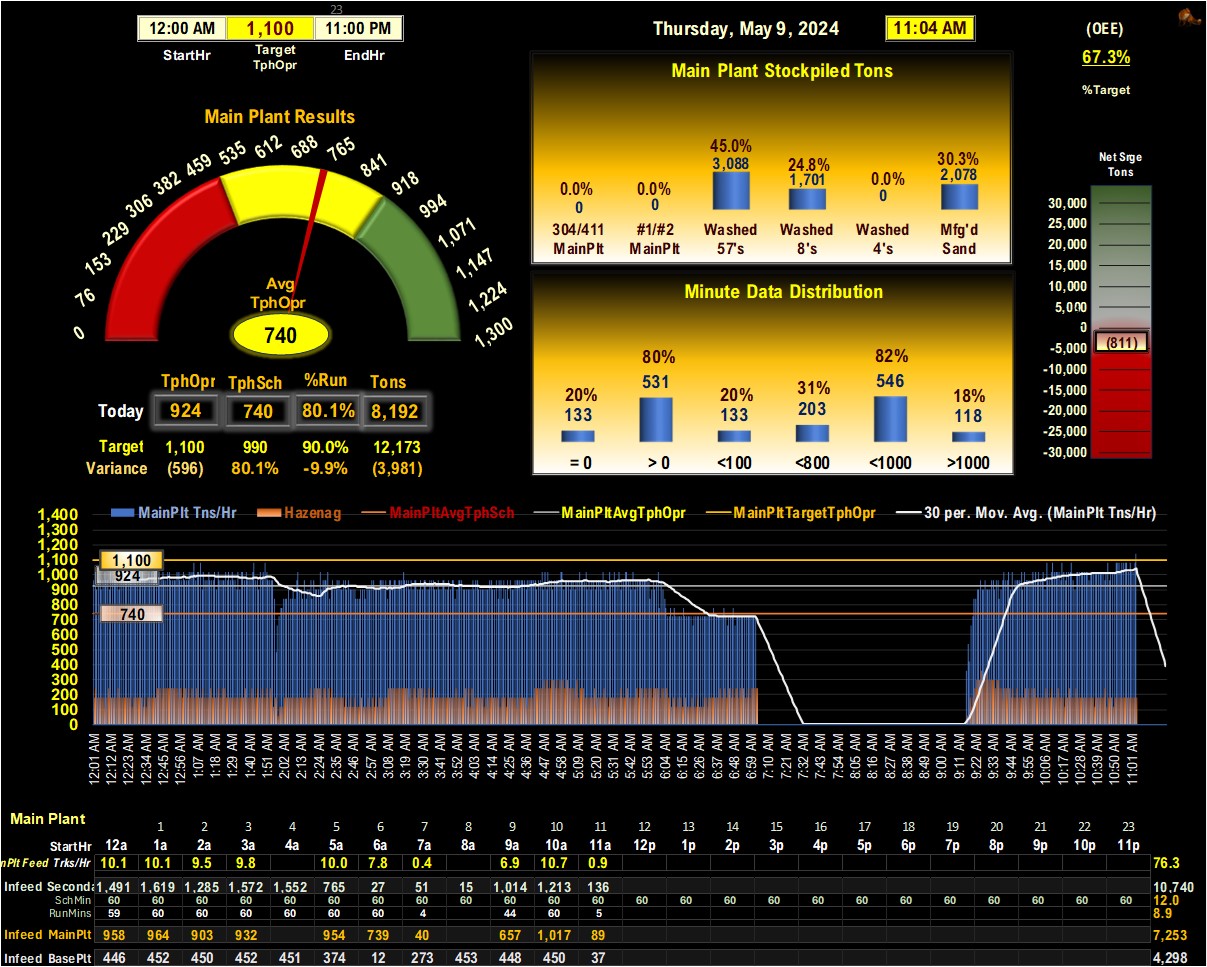 23
12:00 AM 1,100 11:00 PM
StartHr Target TphOpr EndHr
Thursday, May 9, 2024 11:04 AM
(OEE)
67.3%
%Target
Main Plant Results
0 76 153 229 306 382 459 535 612 688 765 841 918 994 1,071 1,147 1,224 1,300
Avg
TphOpr
740
TphOpr TphSch %Run Tons
Today 924 740 80.1% 8,192
Target 1,100 990 90.0% 12,173
Variance (596) 80.1% -9.9% (3,981)
Main Plant Stockpiled Tons
0.0% 0.0% 45.0% 24.8% 0.0% 30.3%
0 0 3,088 1,701 0 2,078
304/411 #1/#2 Washed Washed Washed Mfg'd
MainPlt MainPlt 57's 8's 4's Sand
Minute Data Distribution
20% 80% 20% 31% 82% 18%
133 531 133 203 546 118
= 0 > 0 <100 <800 <1000 >1000
Net Srge
Tons
30,000
25,000
20,000
15,000
10,000
5,000
0
(811)
-5,000
-10,000
-15,000
-20,000
-25,000
-30,000
MainPlt Tns/Hr Hazenag MainPltAvgTphSch MainPltAvgTphOpr MainPltTargetTphOpr 30 per. Mov. Avg. (MainPlt Tns/Hr)
1,400
1,300
1,200
1,100
1,000
900
800
700
600
500
400
300
200
100
0
1,100
924
740
12:01 AM 12:12 AM 12:23 AM 12:34 AM 12:45 AM 12:56 AM 1:07 AM 1:18 AM 1:29 AM 1:40 AM 1:51 AM 2:02 AM 2:13 AM 2:24 AM 2:35 AM 2:46 AM 2:57 AM 3:08 AM 3:19 AM 3:30 AM 3:41 AM 3:52 AM 4:03 AM 4:14 AM 4:25 AM 4:36 AM 4:47 AM 4:58 AM 5:09 AM 5:20 AM 5:31 AM 5:42 AM 5:53 AM 6:04 AM 6:15 AM 6:26 AM 6:37 AM 6:48 AM 6:59 AM 7:10 AM 7:21 AM 7:32 AM 7:43 AM 7:54 AM 8:05 AM 8:16 AM 8:27 AM 8:38 AM 8:49 AM 9:00 AM 9:11 AM 9:22 AM 9:33 AM 9:44 AM 9:55 AM 10:06 AM 10:17 AM 10:28 AM 10:39 AM 10:50 AM 11:01 AM
Main Plant
1 2 3 4 5 6 7 8 9 10 11 12 13 14 15 16 17 18 19 20 21 22 23
StartHr 12a 1a 2a 3a 4a 5a 6a 7a 8a 9a 10a 11a 12p 1p 2p 3p 4p 5p 6p 7p 8p 9p 10p 11p
nPlt Feed Trks/Hr 10.1 10.1 9.5 9.8 10.0 7.8 0.4 6.9 10.7 0.9 76.3
Infeed Seconda 1,491 1,619 1,285 1,572 1,552 765 27 51 15 1,014 1,213 136 10,740
SchMin 60 60 60 60 60 60 60 60 60 60 60 60 60 60 60 60 60 60 60 60 60 60 60 60 12.0
RunMins 59 60 60 60 60 60 60 4 44 60 5 8.9
Infeed MainPlt 958 964 903 932 954 739 40 657 1,017 89 7,253
Infeed BasePlt 446 452 450 452 451 374 12 273 453 448 450 37 4,298